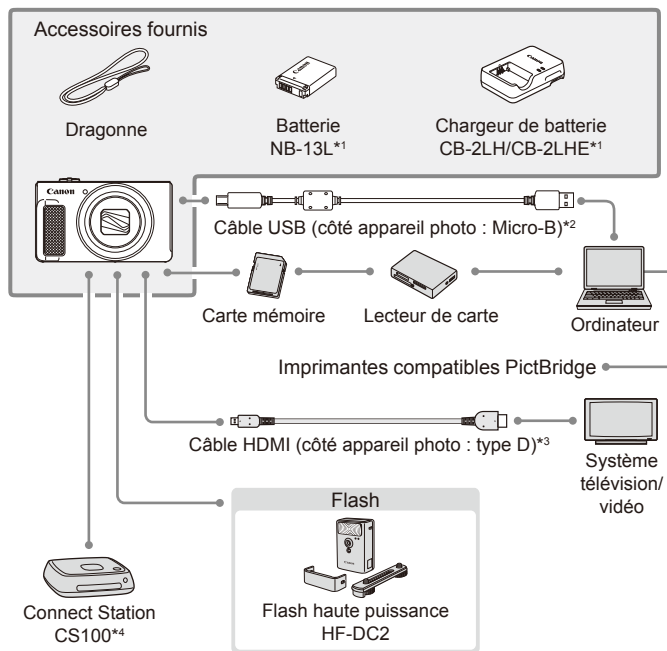 Accessoires fournis
Dragonne
Batterie
NB-13L*1
Chargeur de batterie
CB-2LH/CB-2LHE*1
Canon
Câble USB (côté appareil photo : Micro-B)*2
Carte mémoire
Lecteur de carte
Ordinateur
Imprimantes compatibles PictBridge
Câble HDMI (côté appareil photo : type D)*3
Système
télévision/
vidéo
Flash
Flash haute puissance
HF-DC2
Connect Station
CS100*4